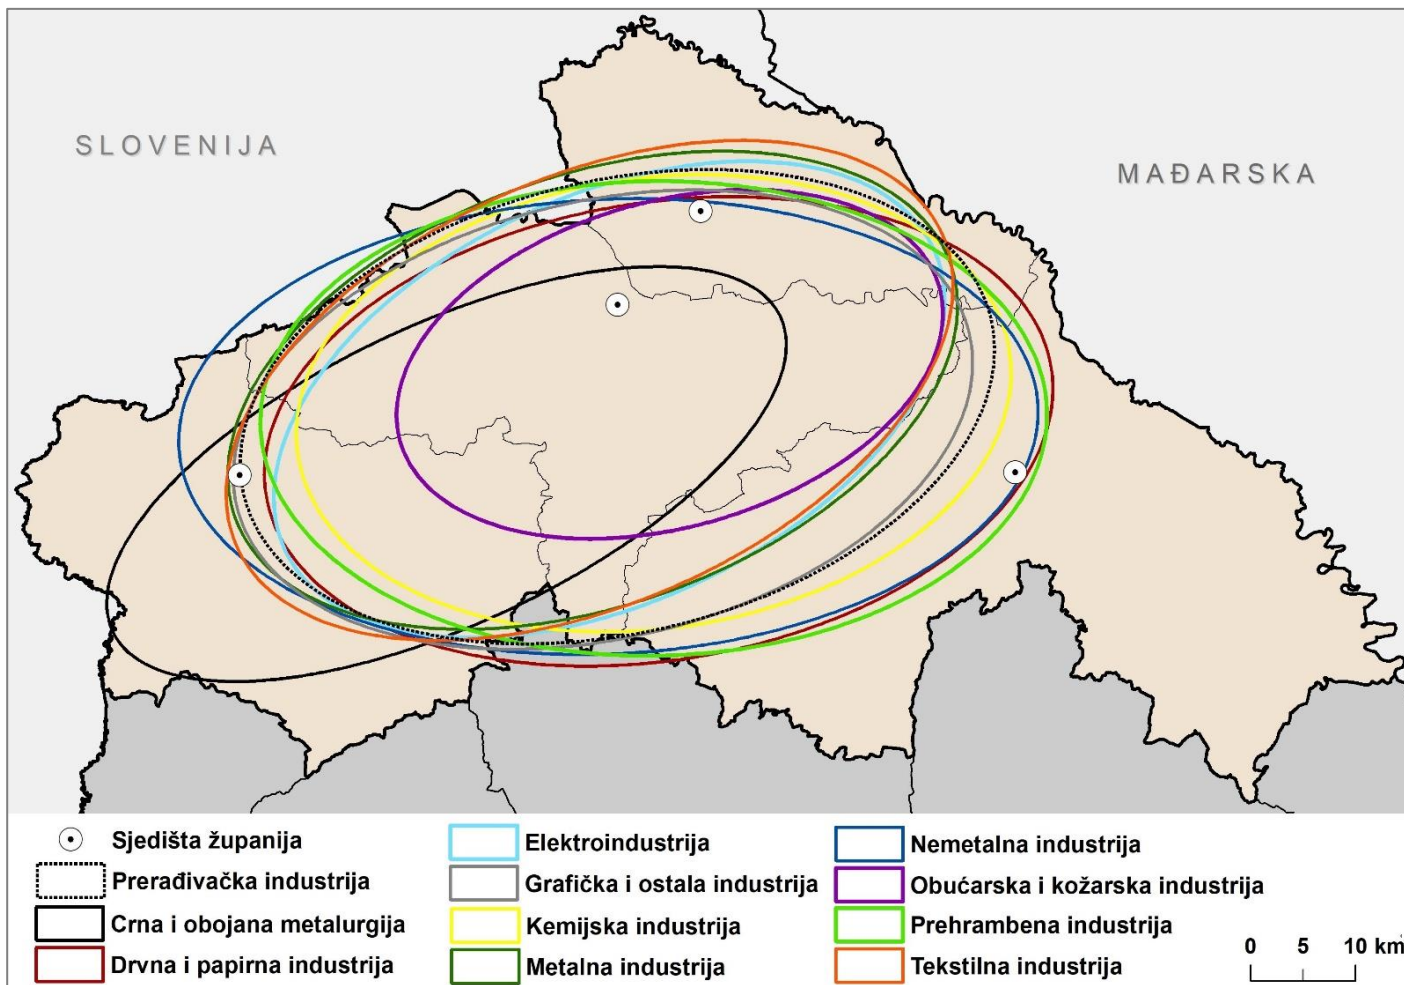 SLOVENIJA
MAĐARSKA
Sjedišta županija
Prerađivačka industrija
Crna i obojana metalurgija
Drvna i papirna industrija
Elektroindustrija
Grafička i ostala industrija
Kemijska industrija
Metalna industrija
Nemetalna industrija
Obućarska i kožarska industrija
Prehrambena industrija
Tekstilna industrija
0 5 10 km